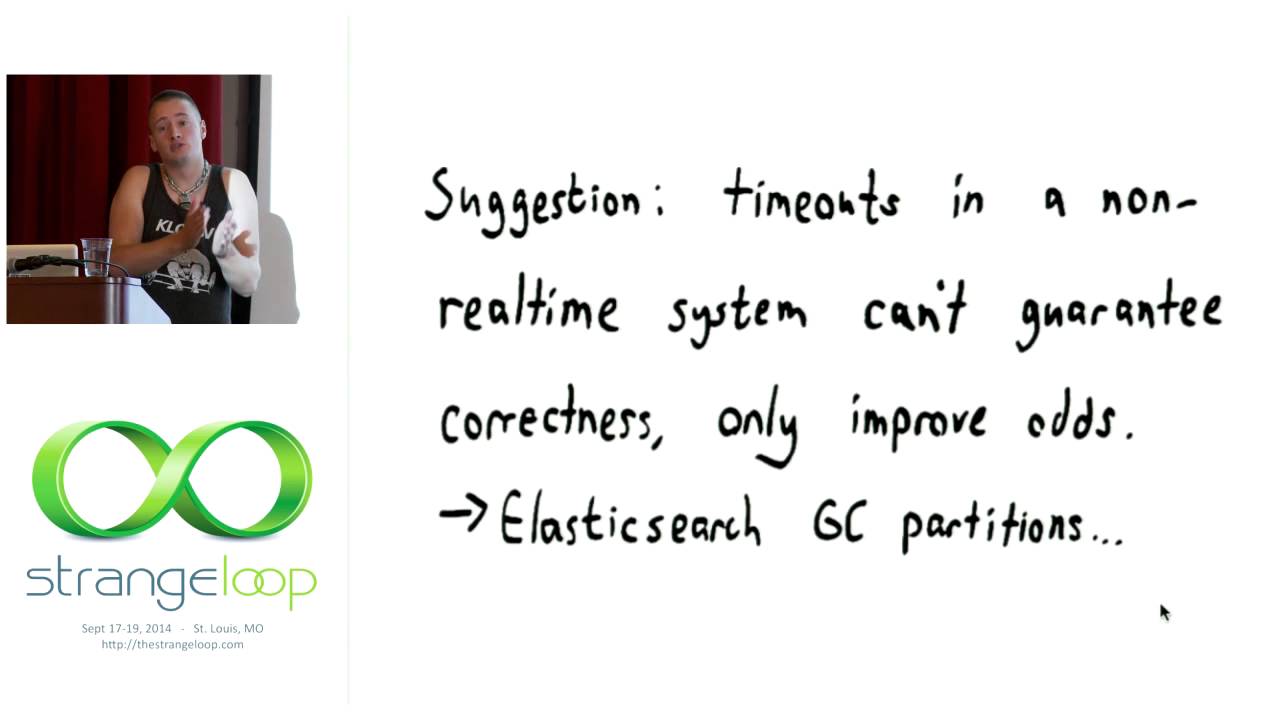 Suggestion: timeouts in a non-
realtime system can't guarantee
correctness, only improve odds.
→ Elasticsearch GC partitions...
strangeloop
Sept 17-19, 2014 - St. Louis, MO
http://thestrangeloop.com